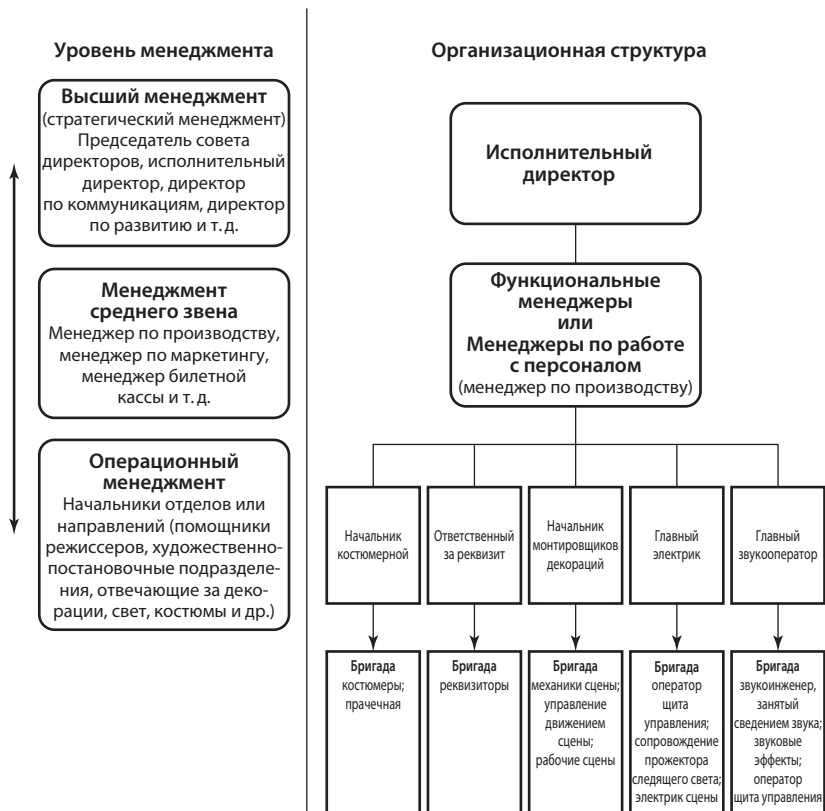 Уровень менеджмента
Высший менеджмент
(стратегический менеджмент)
Председатель совета
директоров, исполнительный
директор, директор
по коммуникациям, директор
по развитию и т. д.
Менеджмент
среднего звена
Менеджер по производству,
менеджер по маркетингу,
менеджер билетной
кассы и т. д.
Операционный
менеджмент
Начальники отделов или
направлений (помощники
режиссеров, художественно-
постановочные подразделе-
ния, отвечающие за деко-
рации, свет, костюмы и др.)
Организационная структура
Исполнительный
директор
Функциональные
менеджеры
или
Менеджеры по работе
с персоналом
(менеджер по производству)
Начальник
костюмерной
Ответственный
за реквизит
Начальник
монтировщиков
декораций
Главный
электрик
Главный
звукооператор
Бригада
костюмеры;
прачечная
Бригада
реквизиторы
Бригада
механики сцены;
управление
движением
сцены;
рабочие сцены
Бригада
оператор
щита
управления;
сопровождение
прожектора
следящего света;
электрик сцены
Бригада
звукоинженер,
занятый
сведением звука;
звуковые
эффекты;
оператор
щита управления